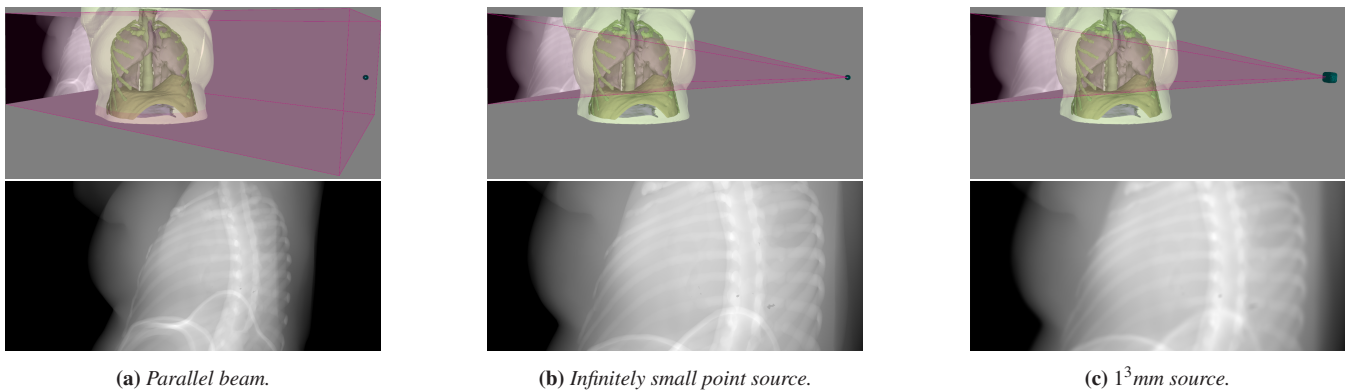 (a) Parallel beam.
(b) Infinitely small point source.
(c) 1³mm source.